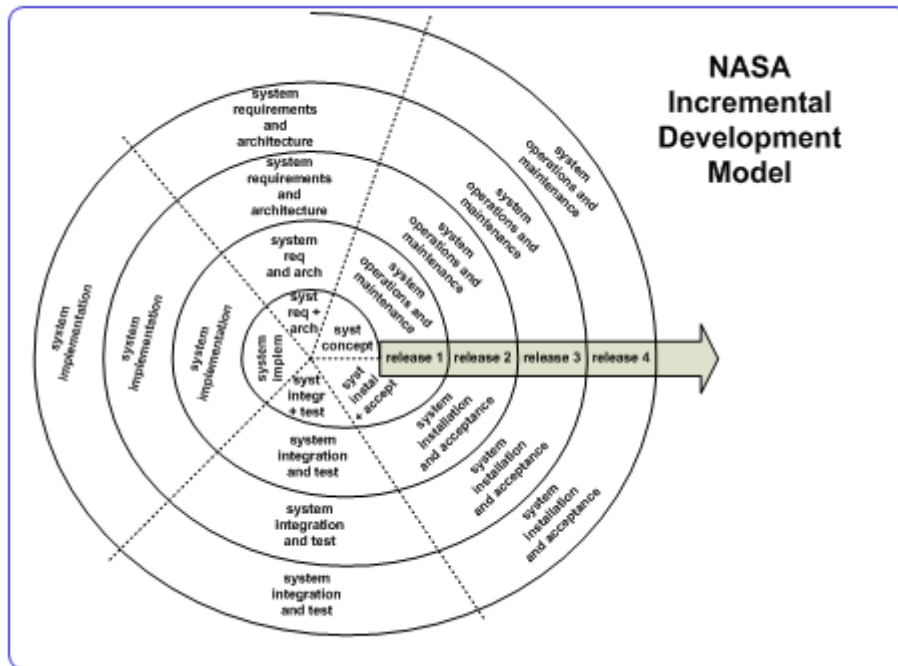 NASA
Incremental
Development
Model
system
requirements
and
architecture
system
requirements
and
architecture
system
req
and arch
syst
req +
arch
syst
concept
system
operations and
maintenance
system
operations and
maintenance
system
operations and
maintenance
system
operations and
maintenance
system
implementation
system
implementation
system
implementation
system
implem
release 1
release 2
release 3
release 4
syst
integr
+ test
syst
instal
+ accept
system
integration
and test
system
integration
and test
system
integration
and test
system
installation
and acceptance
system
installation
and acceptance
system
installation
and acceptance